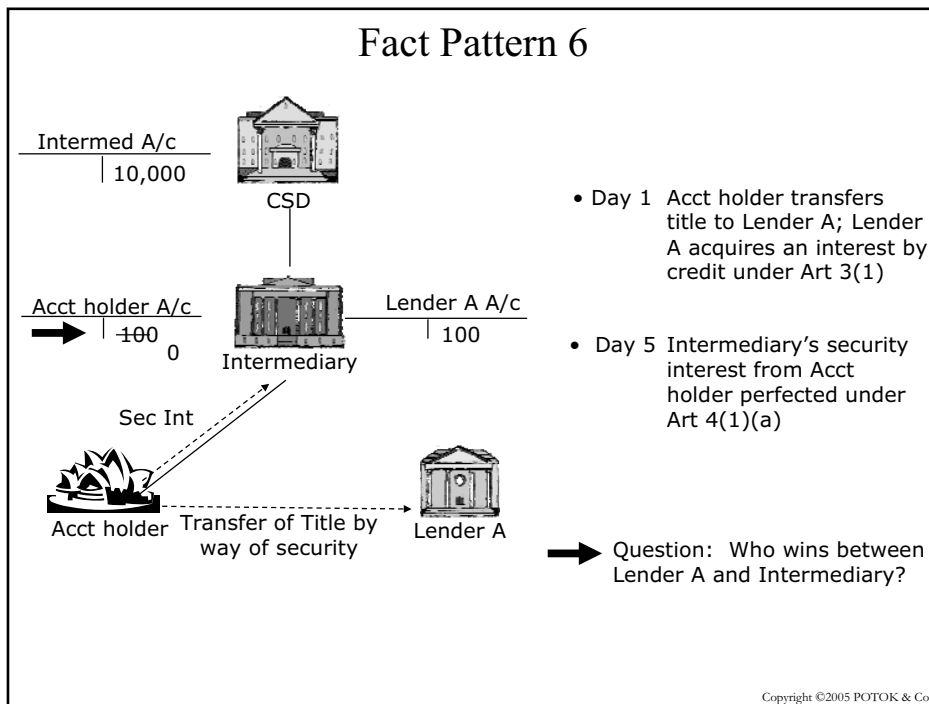 Fact Pattern 6
Intermed A/c
10,000
CSD
• Day 1 Acct holder transfers
title to Lender A; Lender
A acquires an interest by
credit under Art 3(1)
Acct holder A/c
100
0
Intermediary
Lender A A/c
100
• Day 5 Intermediary’s security
interest from Acct
holder perfected under
Art 4(1)(a)
Sec Int
Acct holder
Transfer of Title by
way of security
Lender A
Question: Who wins between
Lender A and Intermediary?
Copyright ©2005 POTOK & Co